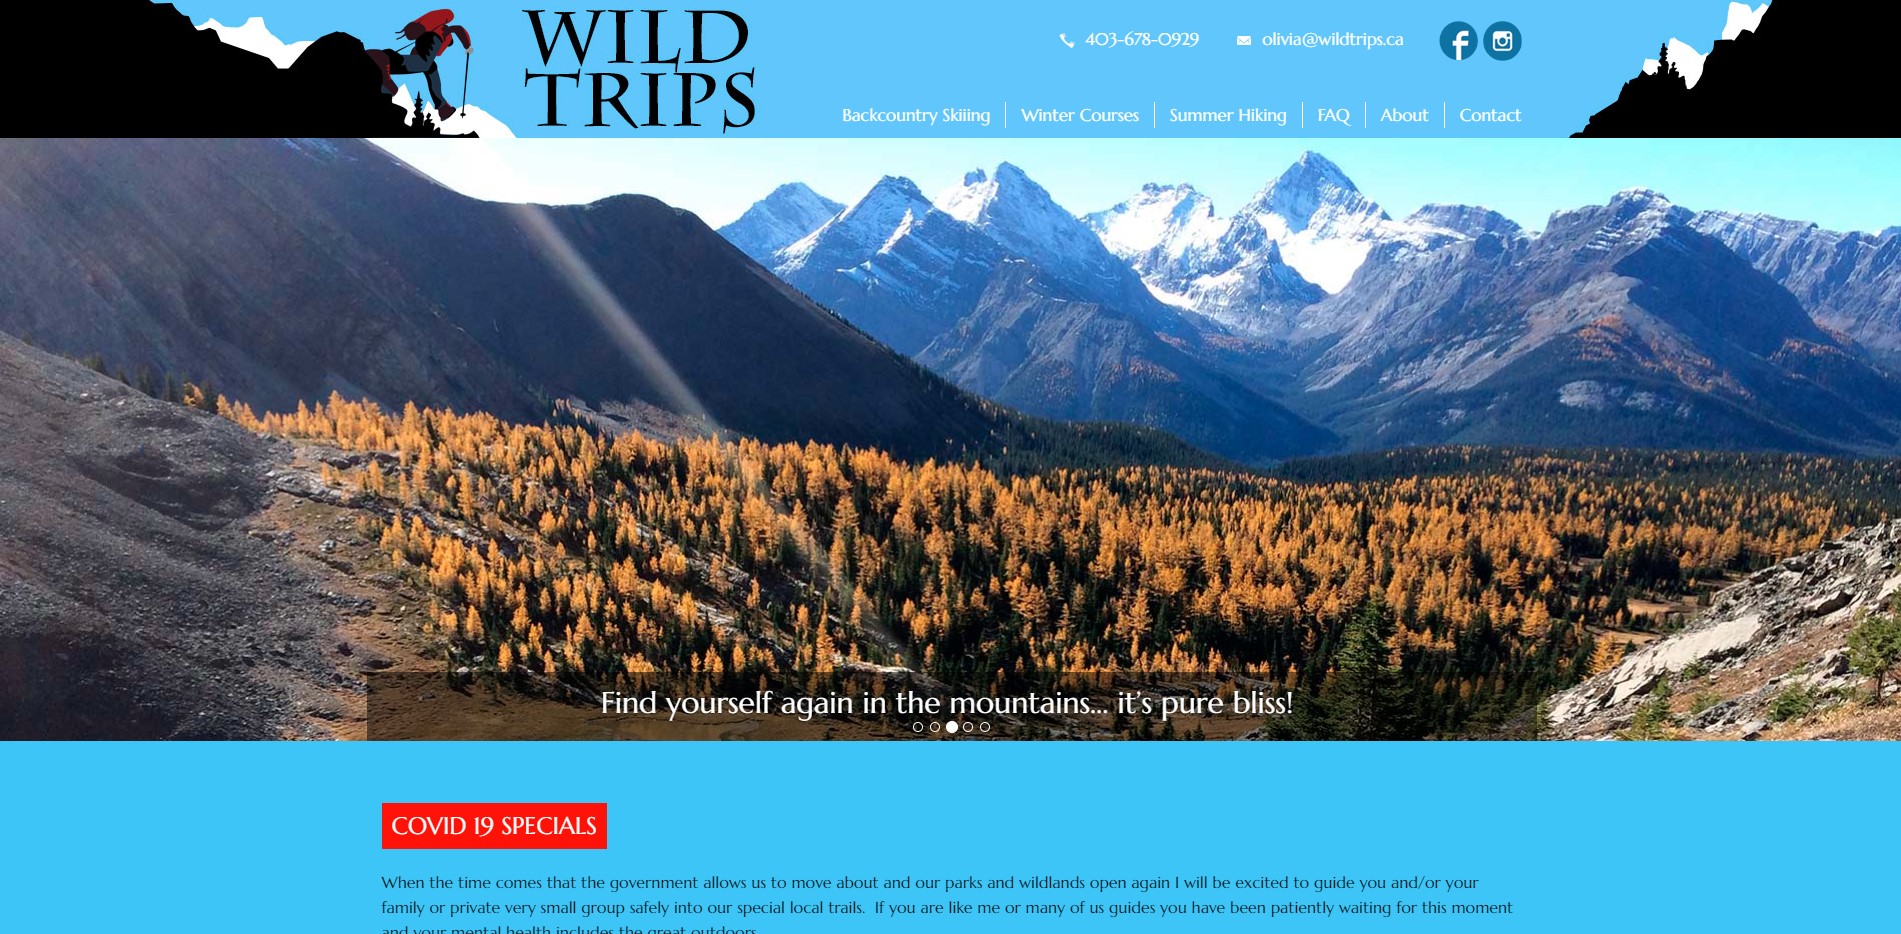 WILD
TRIPS
403-678-0929
olivia@wildtrips.ca
Backcountry Skiiing
Winter Courses
Summer Hiking
FAQ
About
Contact
Find yourself again in the mountains... it's pure bliss!
COVID 19 SPECIALS
When the time comes that the government allows us to move about and our parks and wildlands open again I will be excited to guide you and/or your
family or private very small group safely into our special local trails. If you are like me or many of us guides you have been patiently waiting for this moment
and your mental health includes the great outdoors.